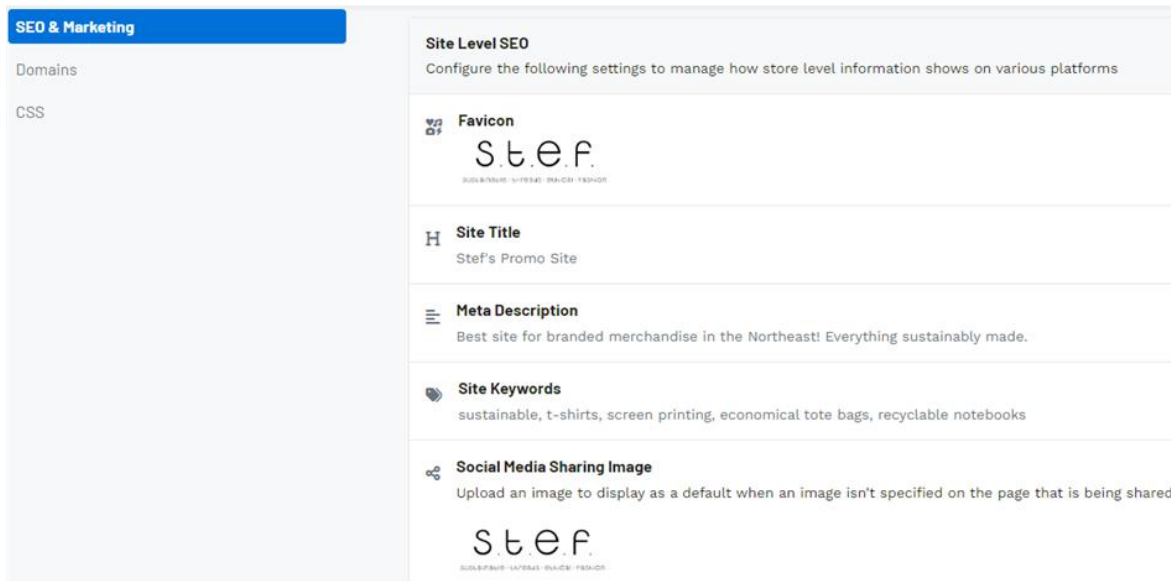 SEO & Marketing
Domains
CSS
Site Level SEO
Configure the following settings to manage how store level information shows on various platforms
Favicon
S.t.e.F.
Site Title
Stef's Promo Site
Meta Description
Best site for branded merchandise in the Northeast! Everything sustainably made.
Site Keywords
sustainable, t-shirts, screen printing, economical tote bags, recyclable notebooks
Social Media Sharing Image
Upload an image to display as a default when an image isn't specified on the page that is being shared
S.t.e.F.